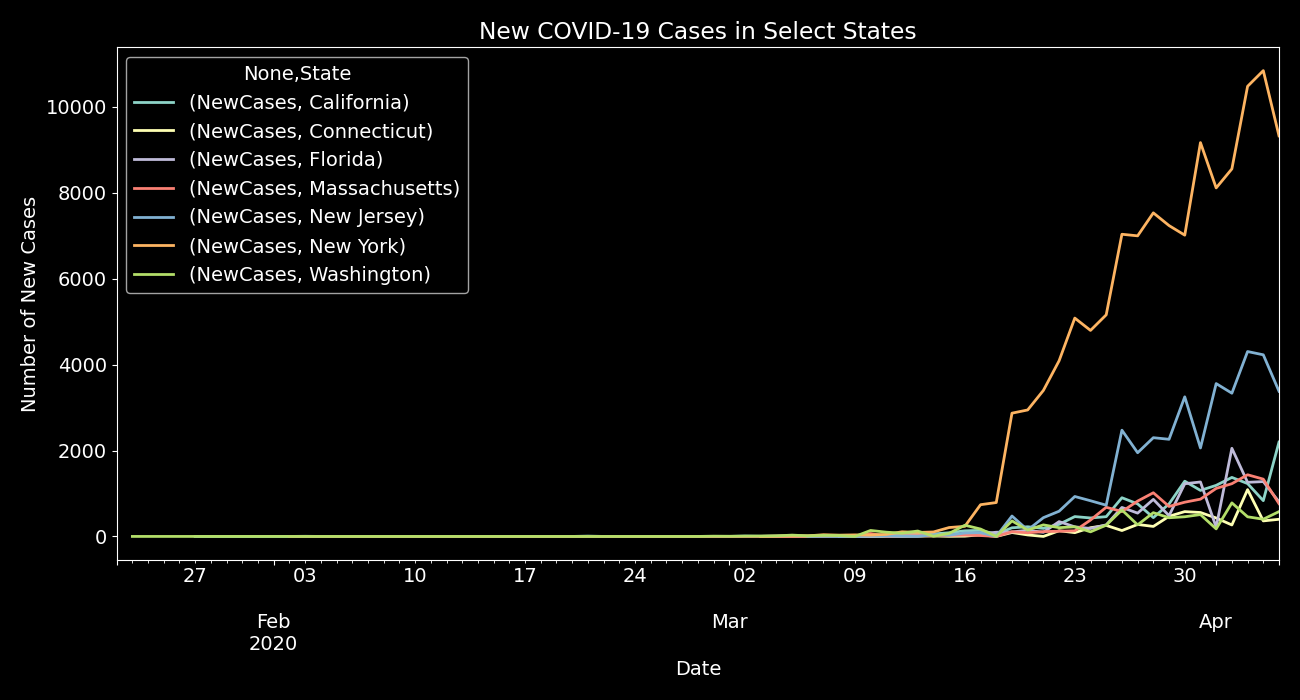 New COVID-19 Cases in Select States
None,State
(NewCases, California)
(NewCases, Connecticut)
(NewCases, Florida)
(NewCases, Massachusetts)
(NewCases, New Jersey)
(NewCases, New York)
(NewCases, Washington)
Number of New Cases
10000
8000
6000
4000
2000
0
27 03 10 17 24 02 09 16 23 30
Feb Mar Apr
2020
Date